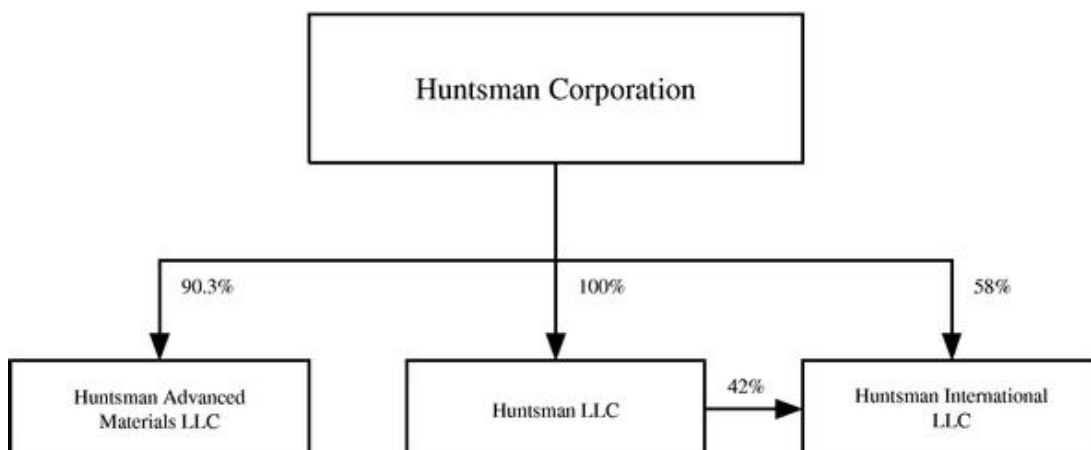 Huntsman Corporation
90.3%
100%
58%
Huntsman Advanced
Materials LLC
Huntsman LLC
42%
Huntsman International
LLC